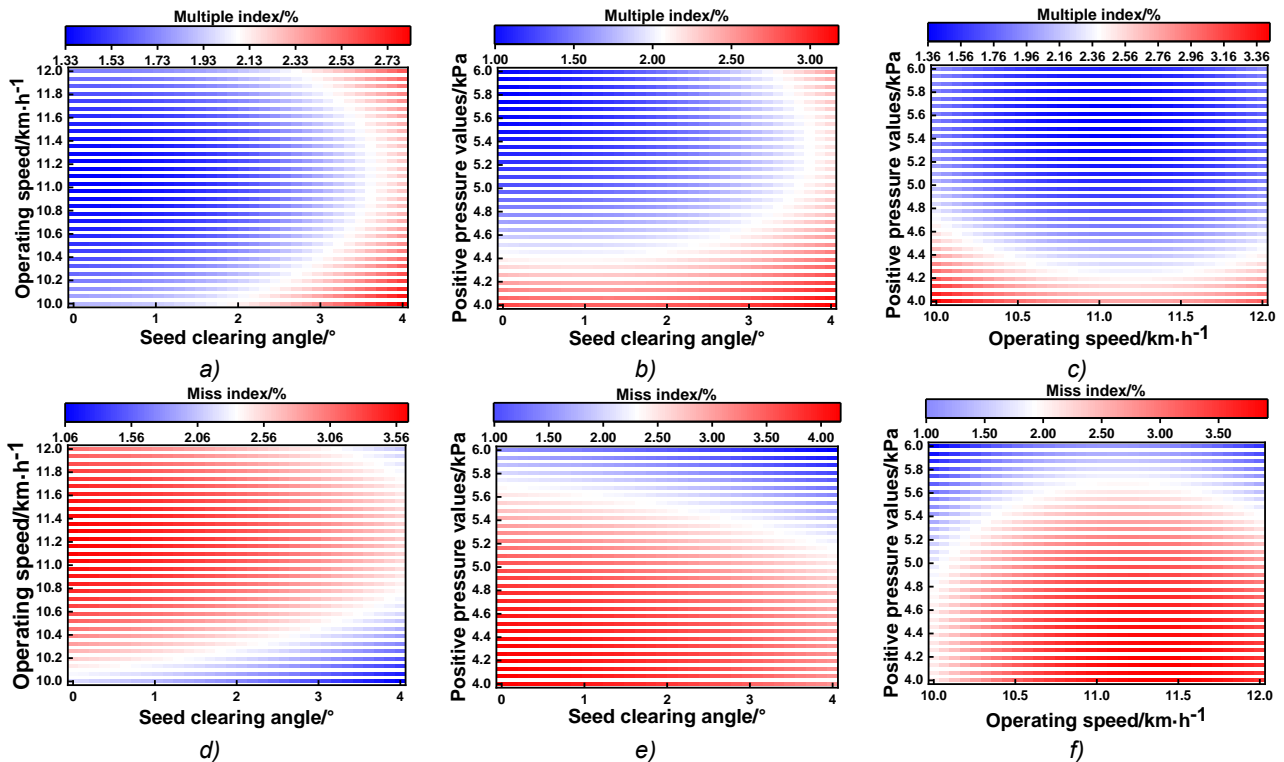 Multiple index/%
1.33 1.53 1.73 1.93 2.13 2.33 2.53 2.73
Operating speed/km·h-1
12.0
11.8
11.6
11.4
11.2
11.0
10.8
10.6
10.4
10.2
10.0
0 1 2 3 4
Seed clearing angle/°
a)
Multiple index/%
1.00 1.50 2.00 2.50 3.00
Positive pressure values/kPa
6.0
5.8
5.6
5.4
5.2
5.0
4.8
4.6
4.4
4.2
4.0
0 1 2 3 4
Seed clearing angle/°
b)
Multiple index/%
1.36 1.56 1.76 1.96 2.16 2.36 2.56 2.76 2.96 3.16 3.36
Positive pressure values/kPa
6.0
5.8
5.6
5.4
5.2
5.0
4.8
4.6
4.4
4.2
4.0
10.0 10.5 11.0 11.5 12.0
Operating speed/km·h-1
c)
Miss index/%
1.06 1.56 2.06 2.56 3.06 3.56
Operating speed/km·h-1
12.0
11.8
11.6
11.4
11.2
11.0
10.8
10.6
10.4
10.2
10.0
0 1 2 3 4
Seed clearing angle/°
d)
Miss index/%
1.00 1.50 2.00 2.50 3.00 3.50 4.00
Positive pressure values/kPa
6.0
5.8
5.6
5.4
5.2
5.0
4.8
4.6
4.4
4.2
4.0
0 1 2 3 4
Seed clearing angle/°
e)
Miss index/%
1.00 1.50 2.00 2.50 3.00 3.50
Positive pressure values/kPa
6.0
5.8
5.6
5.4
5.2
5.0
4.8
4.6
4.4
4.2
4.0
10.0 10.5 11.0 11.5 12.0
Operating speed/km·h-1
f)